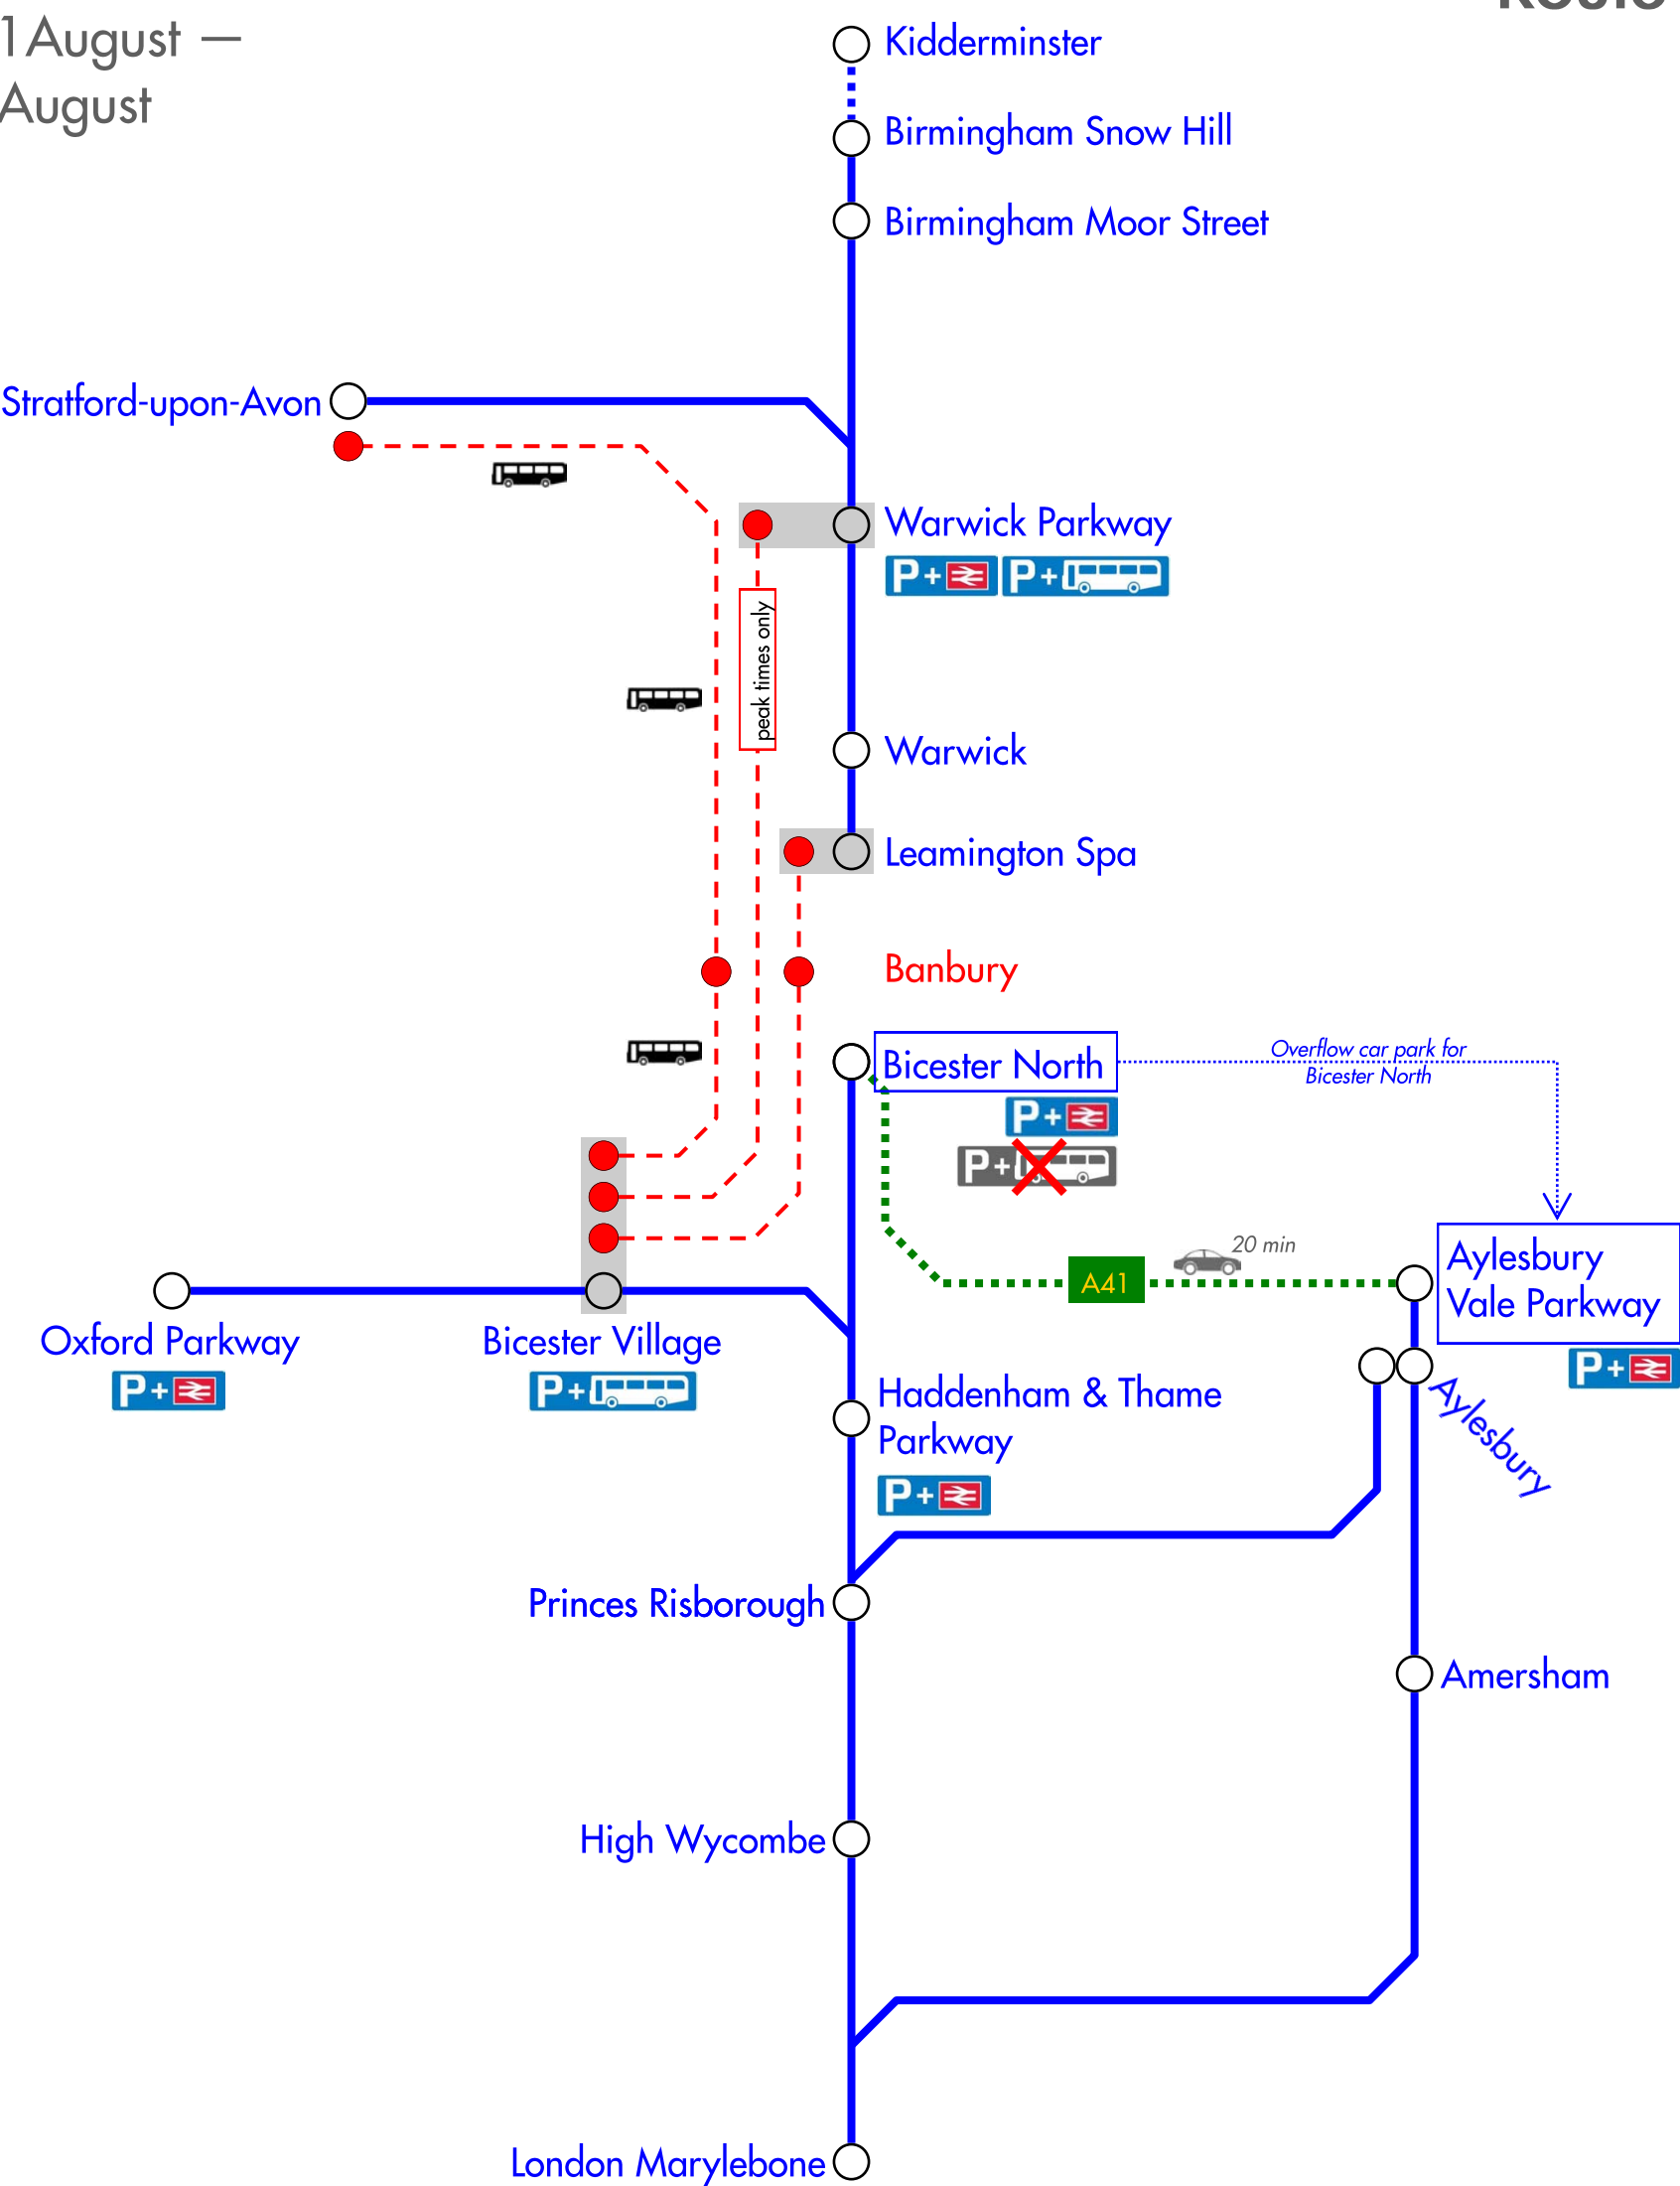 1August —
August
Route
Kidderminster
Birmingham Snow Hill
Birmingham Moor Street
Stratford-upon-Avon
Warwick Parkway
P+
P+
peak times only
Warwick
Leamington Spa
Banbury
Bicester North
Overflow car park for
Bicester North
P+
P+
20 min
A41
Aylesbury
Vale Parkway
P+
Oxford Parkway
P+
Bicester Village
P+
Aylesbury
Haddenham & Thame
Parkway
P+
Princes Risborough
Amersham
High Wycombe
London Marylebone